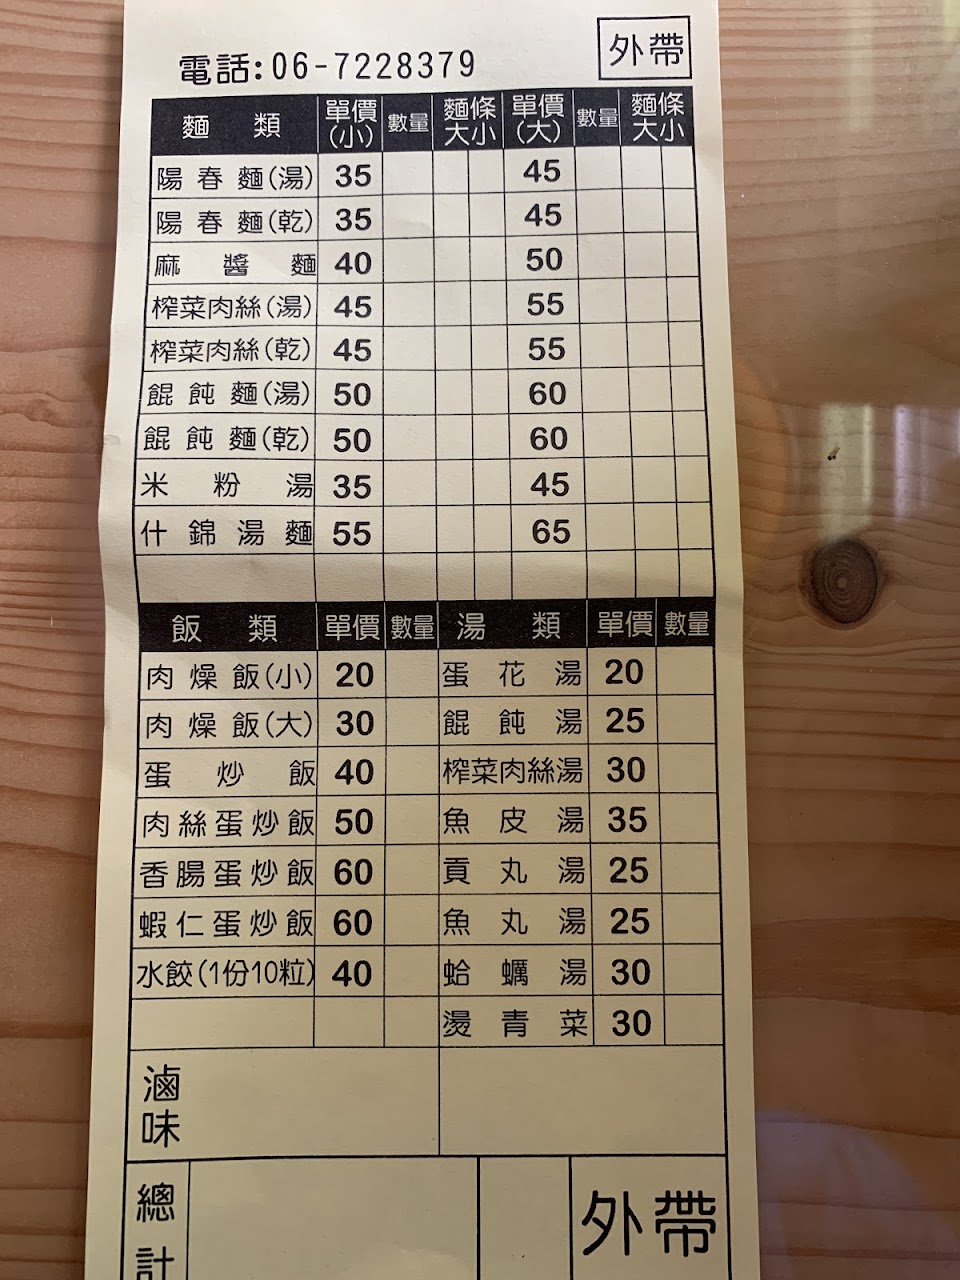 電話:06-7228379 外帶
麵類 單價(小) 數量 麵條大小 單價(大) 數量 麵條大小
陽春麵(湯) 35 45
陽春麵(乾) 35 45
麻醬麵 40 50
榨菜肉絲(湯) 45 55
榨菜肉絲(乾) 45 55
餛飩麵(湯) 50 60
餛飩麵(乾) 50 60
米粉湯 35 45
什錦湯麵 55 65
飯類 單價 數量 湯類 單價 數量
肉燥飯(小) 20 蛋花湯 20
肉燥飯(大) 30 餛飩湯 25
蛋炒飯 40 榨菜肉絲湯 30
肉絲蛋炒飯 50 魚皮湯 35
香腸蛋炒飯 60 貢丸湯 25
蝦仁蛋炒飯 60 魚丸湯 25
水餃(1份10粒) 40 蛤蠣湯 30
燙青菜 30
滷味
總計 外帶